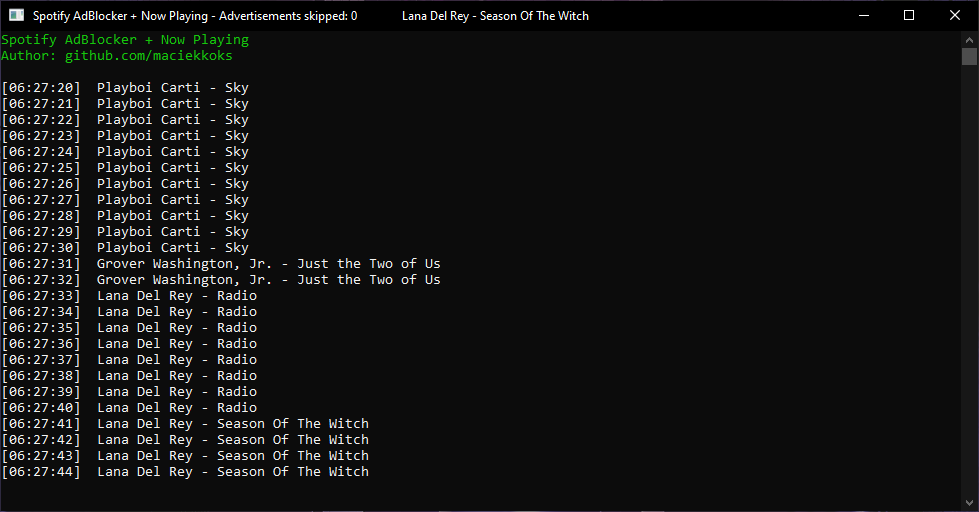 Spotify AdBlocker + Now Playing - Advertisements skipped: 0 Lana Del Rey - Season Of The Witch
Spotify AdBlocker + Now Playing
Author: github.com/maciekkoks
[06:27:20] Playboi Carti - Sky
[06:27:21] Playboi Carti - Sky
[06:27:22] Playboi Carti - Sky
[06:27:23] Playboi Carti - Sky
[06:27:24] Playboi Carti - Sky
[06:27:25] Playboi Carti - Sky
[06:27:26] Playboi Carti - Sky
[06:27:27] Playboi Carti - Sky
[06:27:28] Playboi Carti - Sky
[06:27:29] Playboi Carti - Sky
[06:27:30] Playboi Carti - Sky
[06:27:31] Grover Washington, Jr. - Just the Two of Us
[06:27:32] Grover Washington, Jr. - Just the Two of Us
[06:27:33] Lana Del Rey - Radio
[06:27:34] Lana Del Rey - Radio
[06:27:35] Lana Del Rey - Radio
[06:27:36] Lana Del Rey - Radio
[06:27:37] Lana Del Rey - Radio
[06:27:38] Lana Del Rey - Radio
[06:27:39] Lana Del Rey - Radio
[06:27:40] Lana Del Rey - Radio
[06:27:41] Lana Del Rey - Season Of The Witch
[06:27:42] Lana Del Rey - Season Of The Witch
[06:27:43] Lana Del Rey - Season Of The Witch
[06:27:44] Lana Del Rey - Season Of The Witch